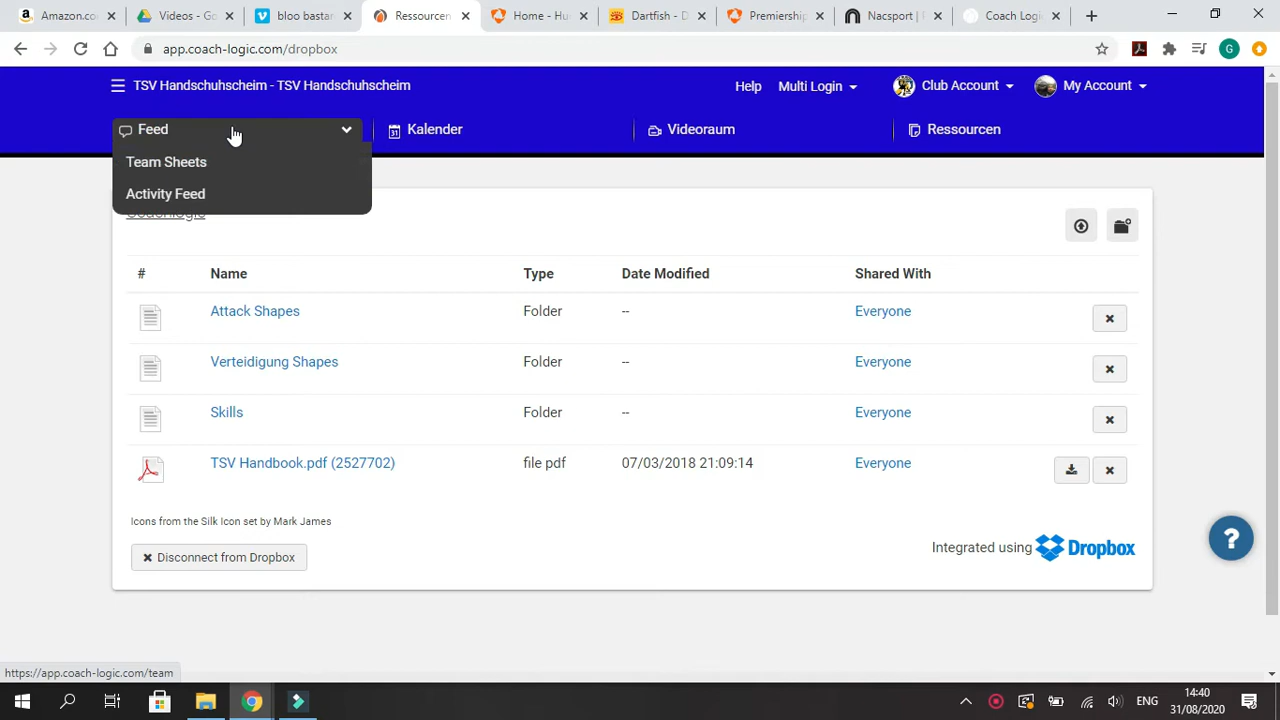 Amazon.co
Videos - Go
bloo bastar
Ressourcen
Home - Hu
Dartfish - D
Premiership
Nacsport |
Coach Logic
app.coach-logic.com/dropbox
G
TSV Handschuhscheim - TSV Handschuhscheim
Help
Multi Login
Club Account
My Account
Feed
Kalender
Videoraum
Ressourcen
Team Sheets
Activity Feed
# Name Type Date Modified Shared With
Attack Shapes Folder -- Everyone
Verteidigung Shapes Folder -- Everyone
Skills Folder -- Everyone
TSV Handbook.pdf (2527702) file pdf 07/03/2018 21:09:14 Everyone
Icons from the Silk Icon set by Mark James
Integrated using Dropbox
Disconnect from Dropbox
?
https://app.coach-logic.com/team
ENG
14:40
31/08/2020